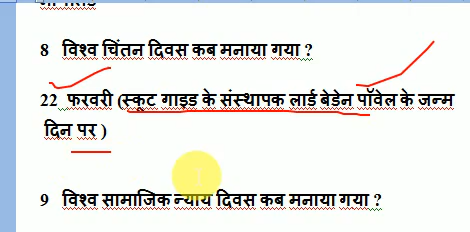 8 विश्व चिंतन दिवस कब मनाया गया ?
22 फरवरी (स्कूट गाइड के संस्थापक लार्ड बेडेन पॉवेल के जन्म
दिन पर )
9 विश्व सामाजिक न्याय दिवस कब मनाया गया ?